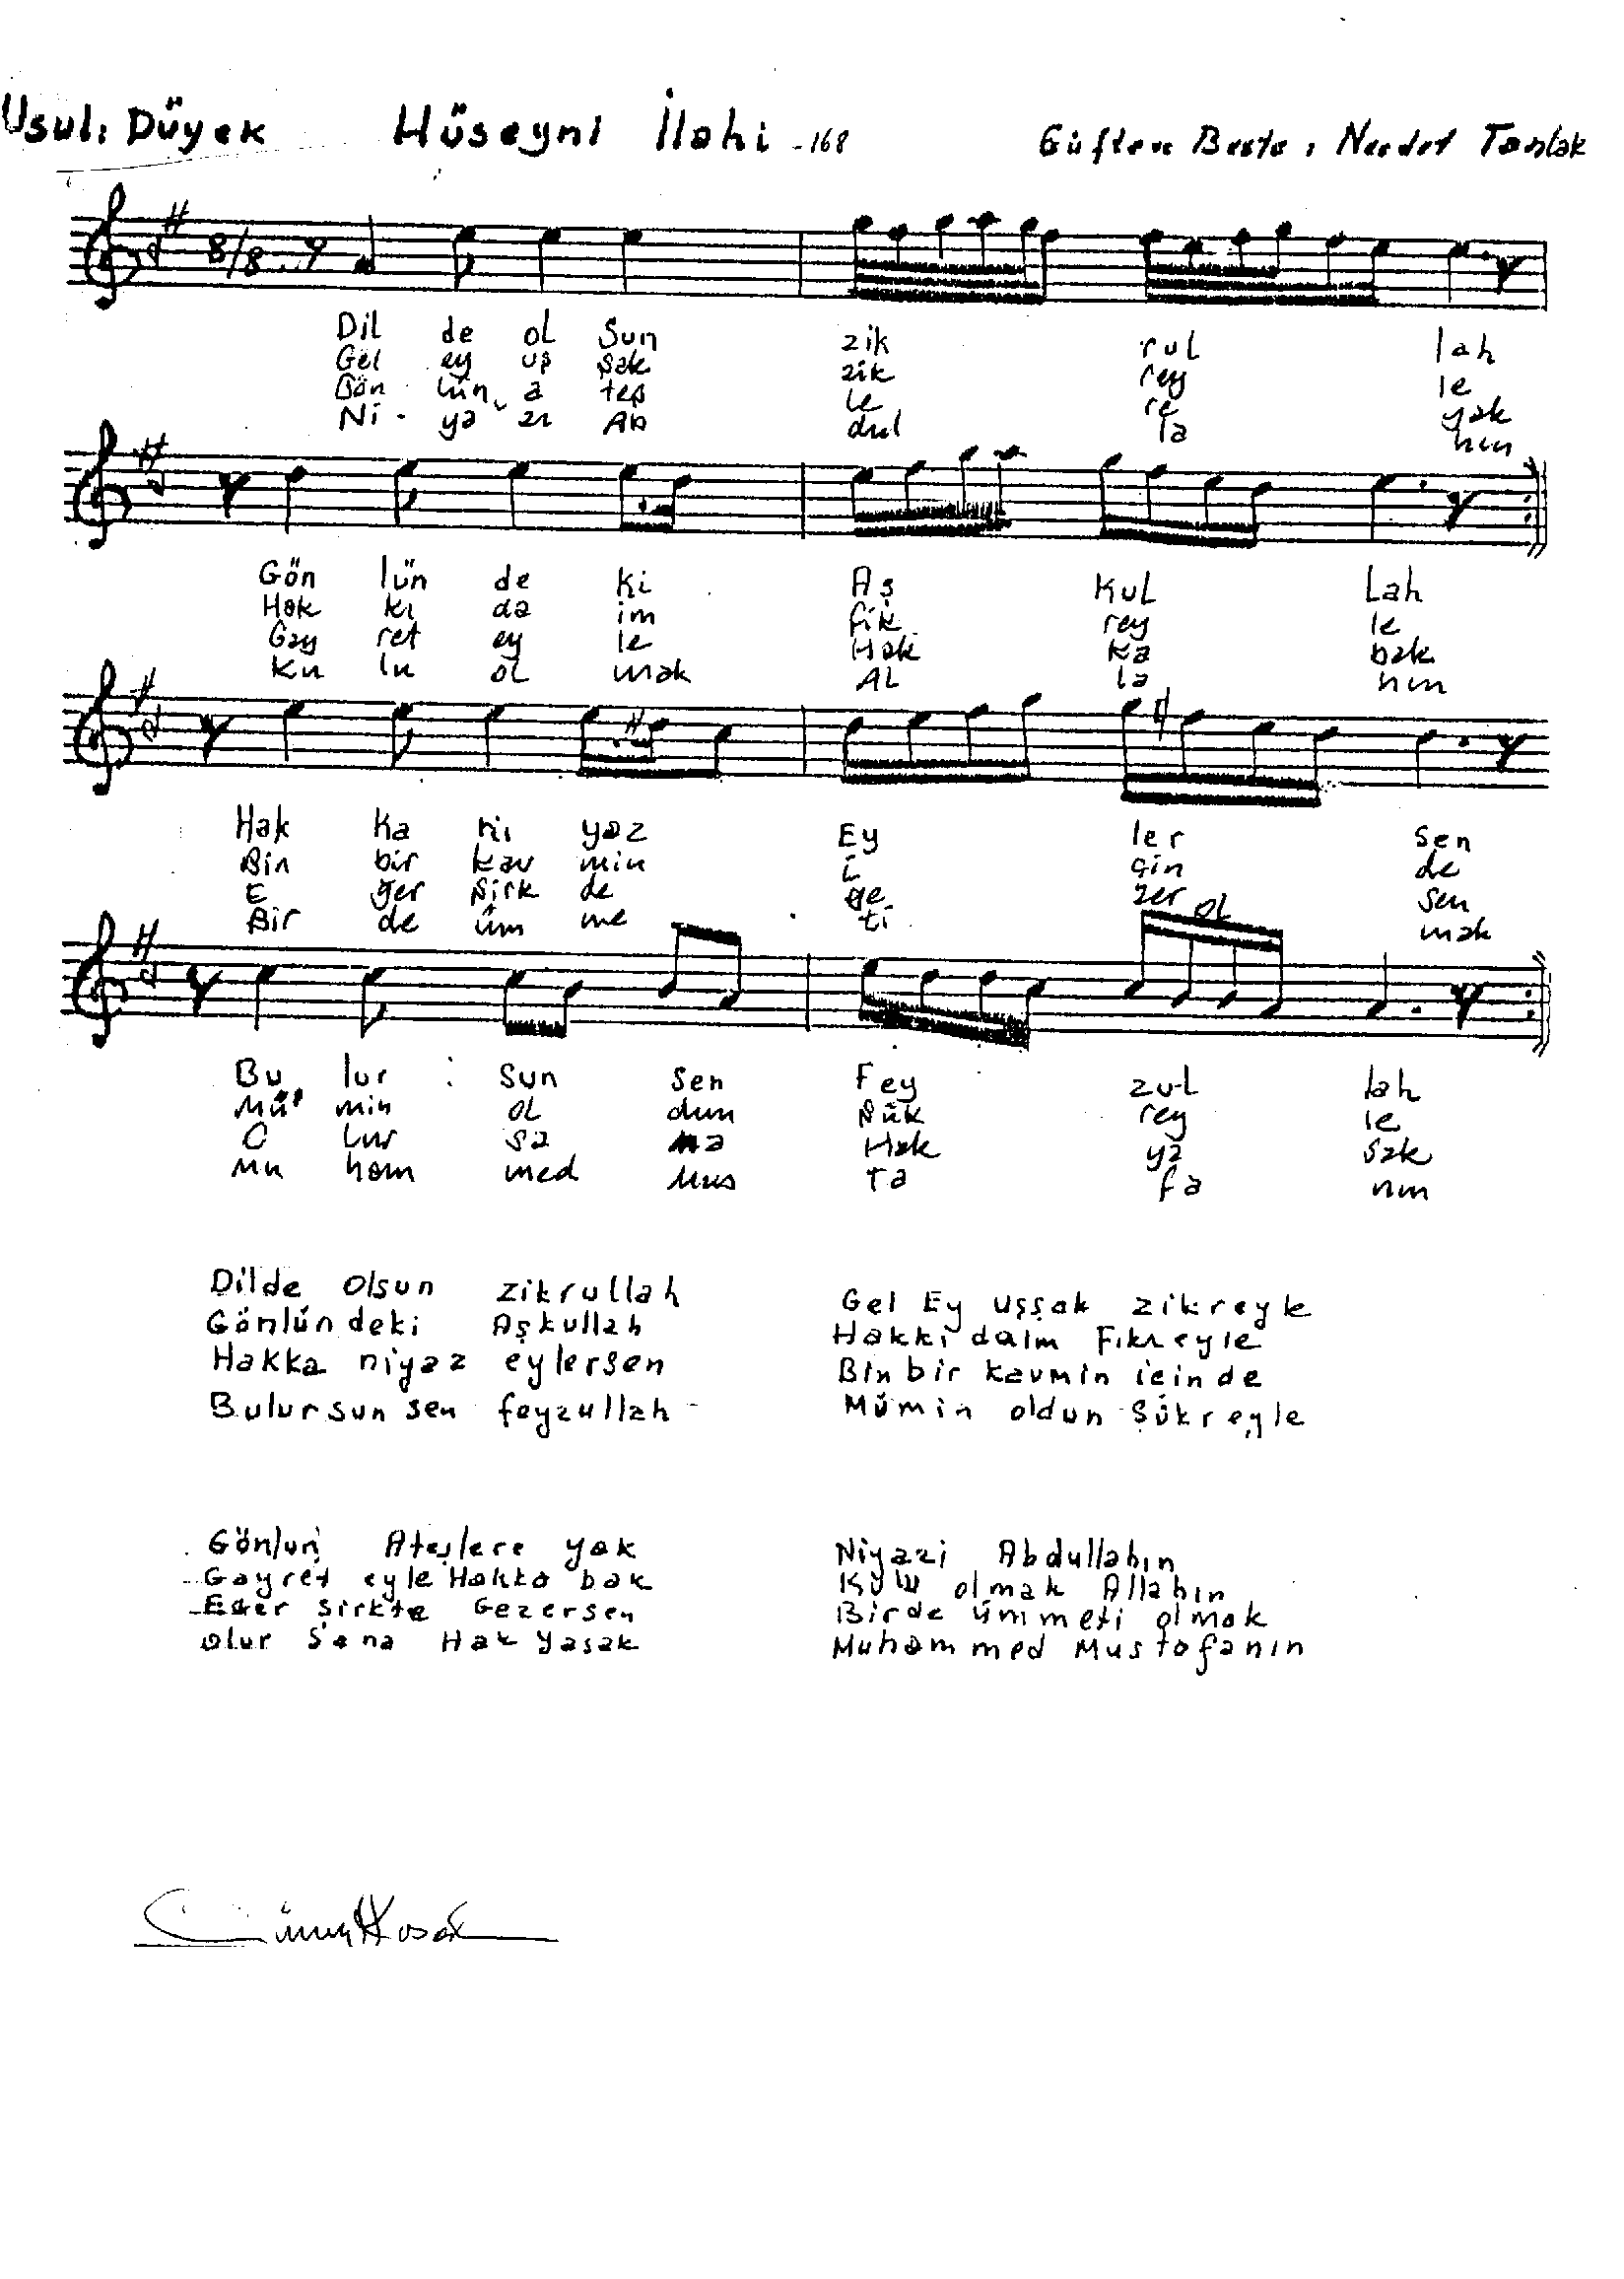 Usul: Düyek Hüseyni İlahi -168 Güfte ve Beste: Necdet Tanlak
8/8
Dil de ol Sun zik rul lah
Gel ey uş şak zik rey le
Gön lün a teş le re yak
Ni ya zı Ab dul la hın
Gön lün de ki Aş kul Lah
Hak kı da im fik rey le
Gay ret ey le Hak ka bak
Ku lu ol mak AL la hın
Hak ka ni yaz Ey ler sen
Bin bir kav min i çin de
E ğer şirk de ge zer sen
Bir de üm me ti OL mak
Bu lur sun sen Fey zul lah
Mü' min ol dun şük rey le
O lur sa na Hak ya sak
Mu ham med Mus ta fa nın
Dilde olsun zikrullah
Gönlündeki Aşkullah
Hakka niyaz eylersen
Bulursun sen feyzullah
Gel Ey uşşak zikreyle
Hakkı daim Fikreyle
Bin bir kavmin içinde
Mümin oldun Şükreyle
Gönlün Ateşlere yak
Gayret eyle Hakka bak
Eğer şirkte Gezersen
olur Sana Hak Yasak
Niyazi Abdullahın
Kulu olmak Allahın
Birde ümmeti olmak
Muhammed Mustafanın